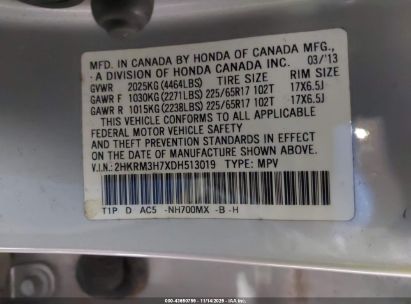 MFD. IN CANADA BY HONDA OF CANADA MFG.,
A DIVISION OF HONDA CANADA INC. 03/'13
GVWR 2025KG (4464LBS) TIRE SIZE RIM SIZE
GAWR F 1030KG (2271LBS) 225/65R17 102T 17X6.5J
GAWR R 1015KG (2238LBS) 225/65R17 102T 17X6.5J
THIS VEHICLE CONFORMS TO ALL APPLICABLE
FEDERAL MOTOR VEHICLE SAFETY
AND THEFT PREVENTION STANDARDS IN EFFECT ON
THE DATE OF MANUFACTURE SHOWN ABOVE.
V.I.N.: 2HKRM3H7XDH513019 TYPE: MPV
T1P D AC5 -NH700MX -B -H